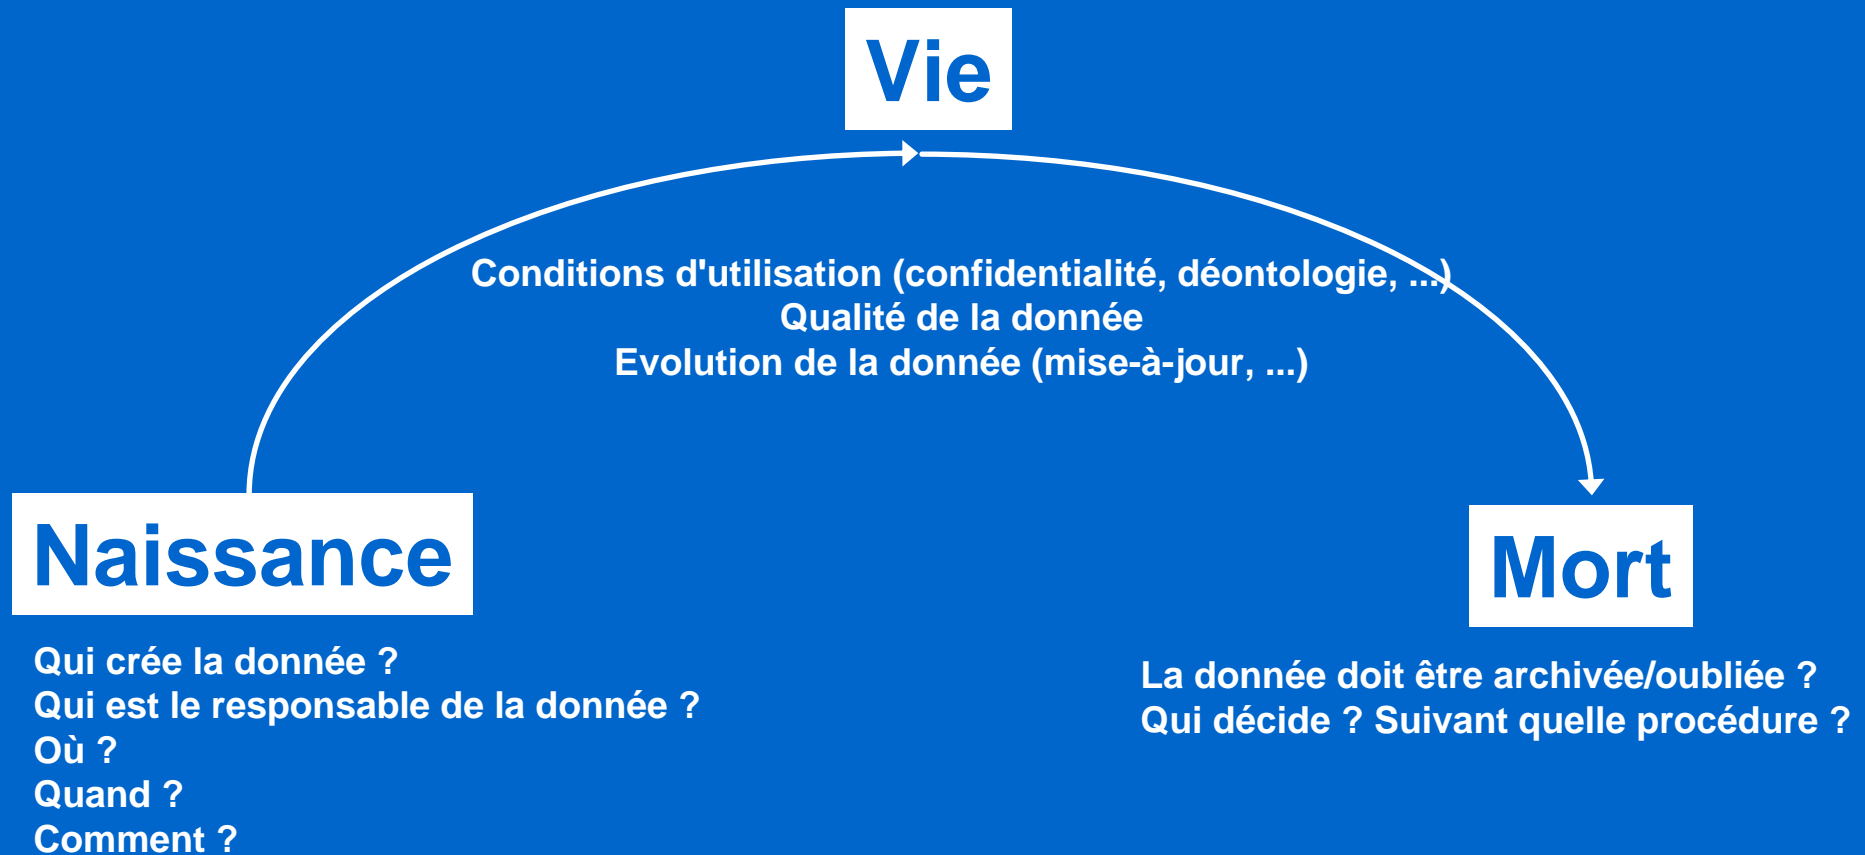 Vie
Conditions d'utilisation (confidentialité, déontologie, ...)
Qualité de la donnée
Evolution de la donnée (mise-à-jour, ...)
Naissance
Qui crée la donnée ?
Qui est le responsable de la donnée ?
Où ?
Quand ?
Comment ?
Mort
La donnée doit être archivée/oubliée ?
Qui décide ? Suivant quelle procédure ?